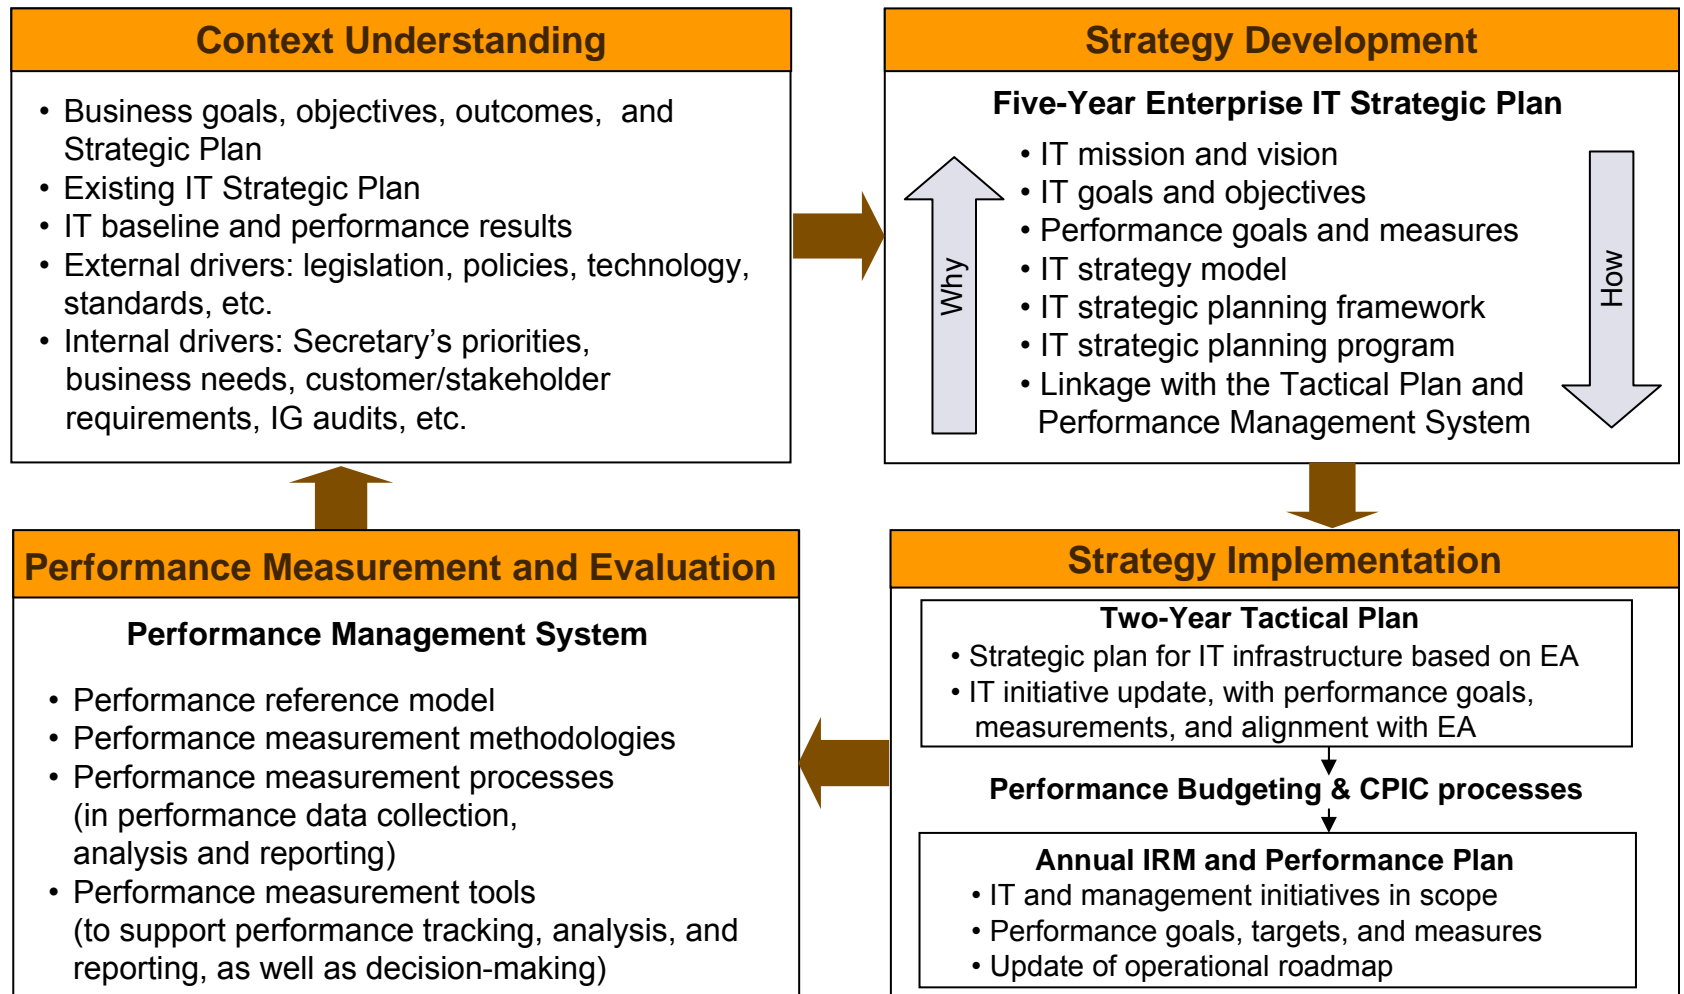 Context Understanding
• Business goals, objectives, outcomes, and
Strategic Plan
• Existing IT Strategic Plan
• IT baseline and performance results
• External drivers: legislation, policies, technology,
standards, etc.
• Internal drivers: Secretary’s priorities,
business needs, customer/stakeholder
requirements, IG audits, etc.
Strategy Development
Five-Year Enterprise IT Strategic Plan
• IT mission and vision
• IT goals and objectives
• Performance goals and measures
• IT strategy model
• IT strategic planning framework
• IT strategic planning program
• Linkage with the Tactical Plan and
Performance Management System
Why
How
Performance Measurement and Evaluation
Performance Management System
• Performance reference model
• Performance measurement methodologies
• Performance measurement processes
(in performance data collection,
analysis and reporting)
• Performance measurement tools
(to support performance tracking, analysis, and
reporting, as well as decision-making)
Strategy Implementation
Two-Year Tactical Plan
• Strategic plan for IT infrastructure based on EA
• IT initiative update, with performance goals,
measurements, and alignment with EA
Performance Budgeting & CPIC processes
Annual IRM and Performance Plan
• IT and management initiatives in scope
• Performance goals, targets, and measures
• Update of operational roadmap